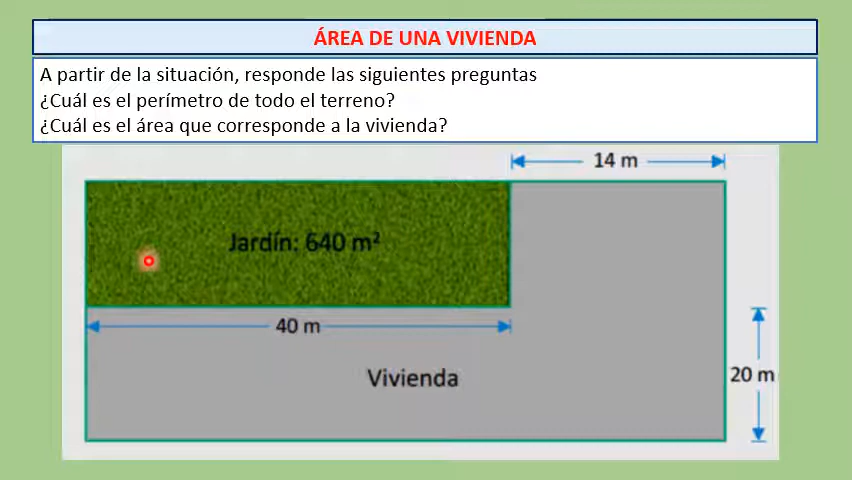 ÁREA DE UNA VIVIENDA
A partir de la situación, responde las siguientes preguntas
¿Cuál es el perímetro de todo el terreno?
¿Cuál es el área que corresponde a la vivienda?
14 m
Jardín: 640 m²
40 m
Vivienda
20 m